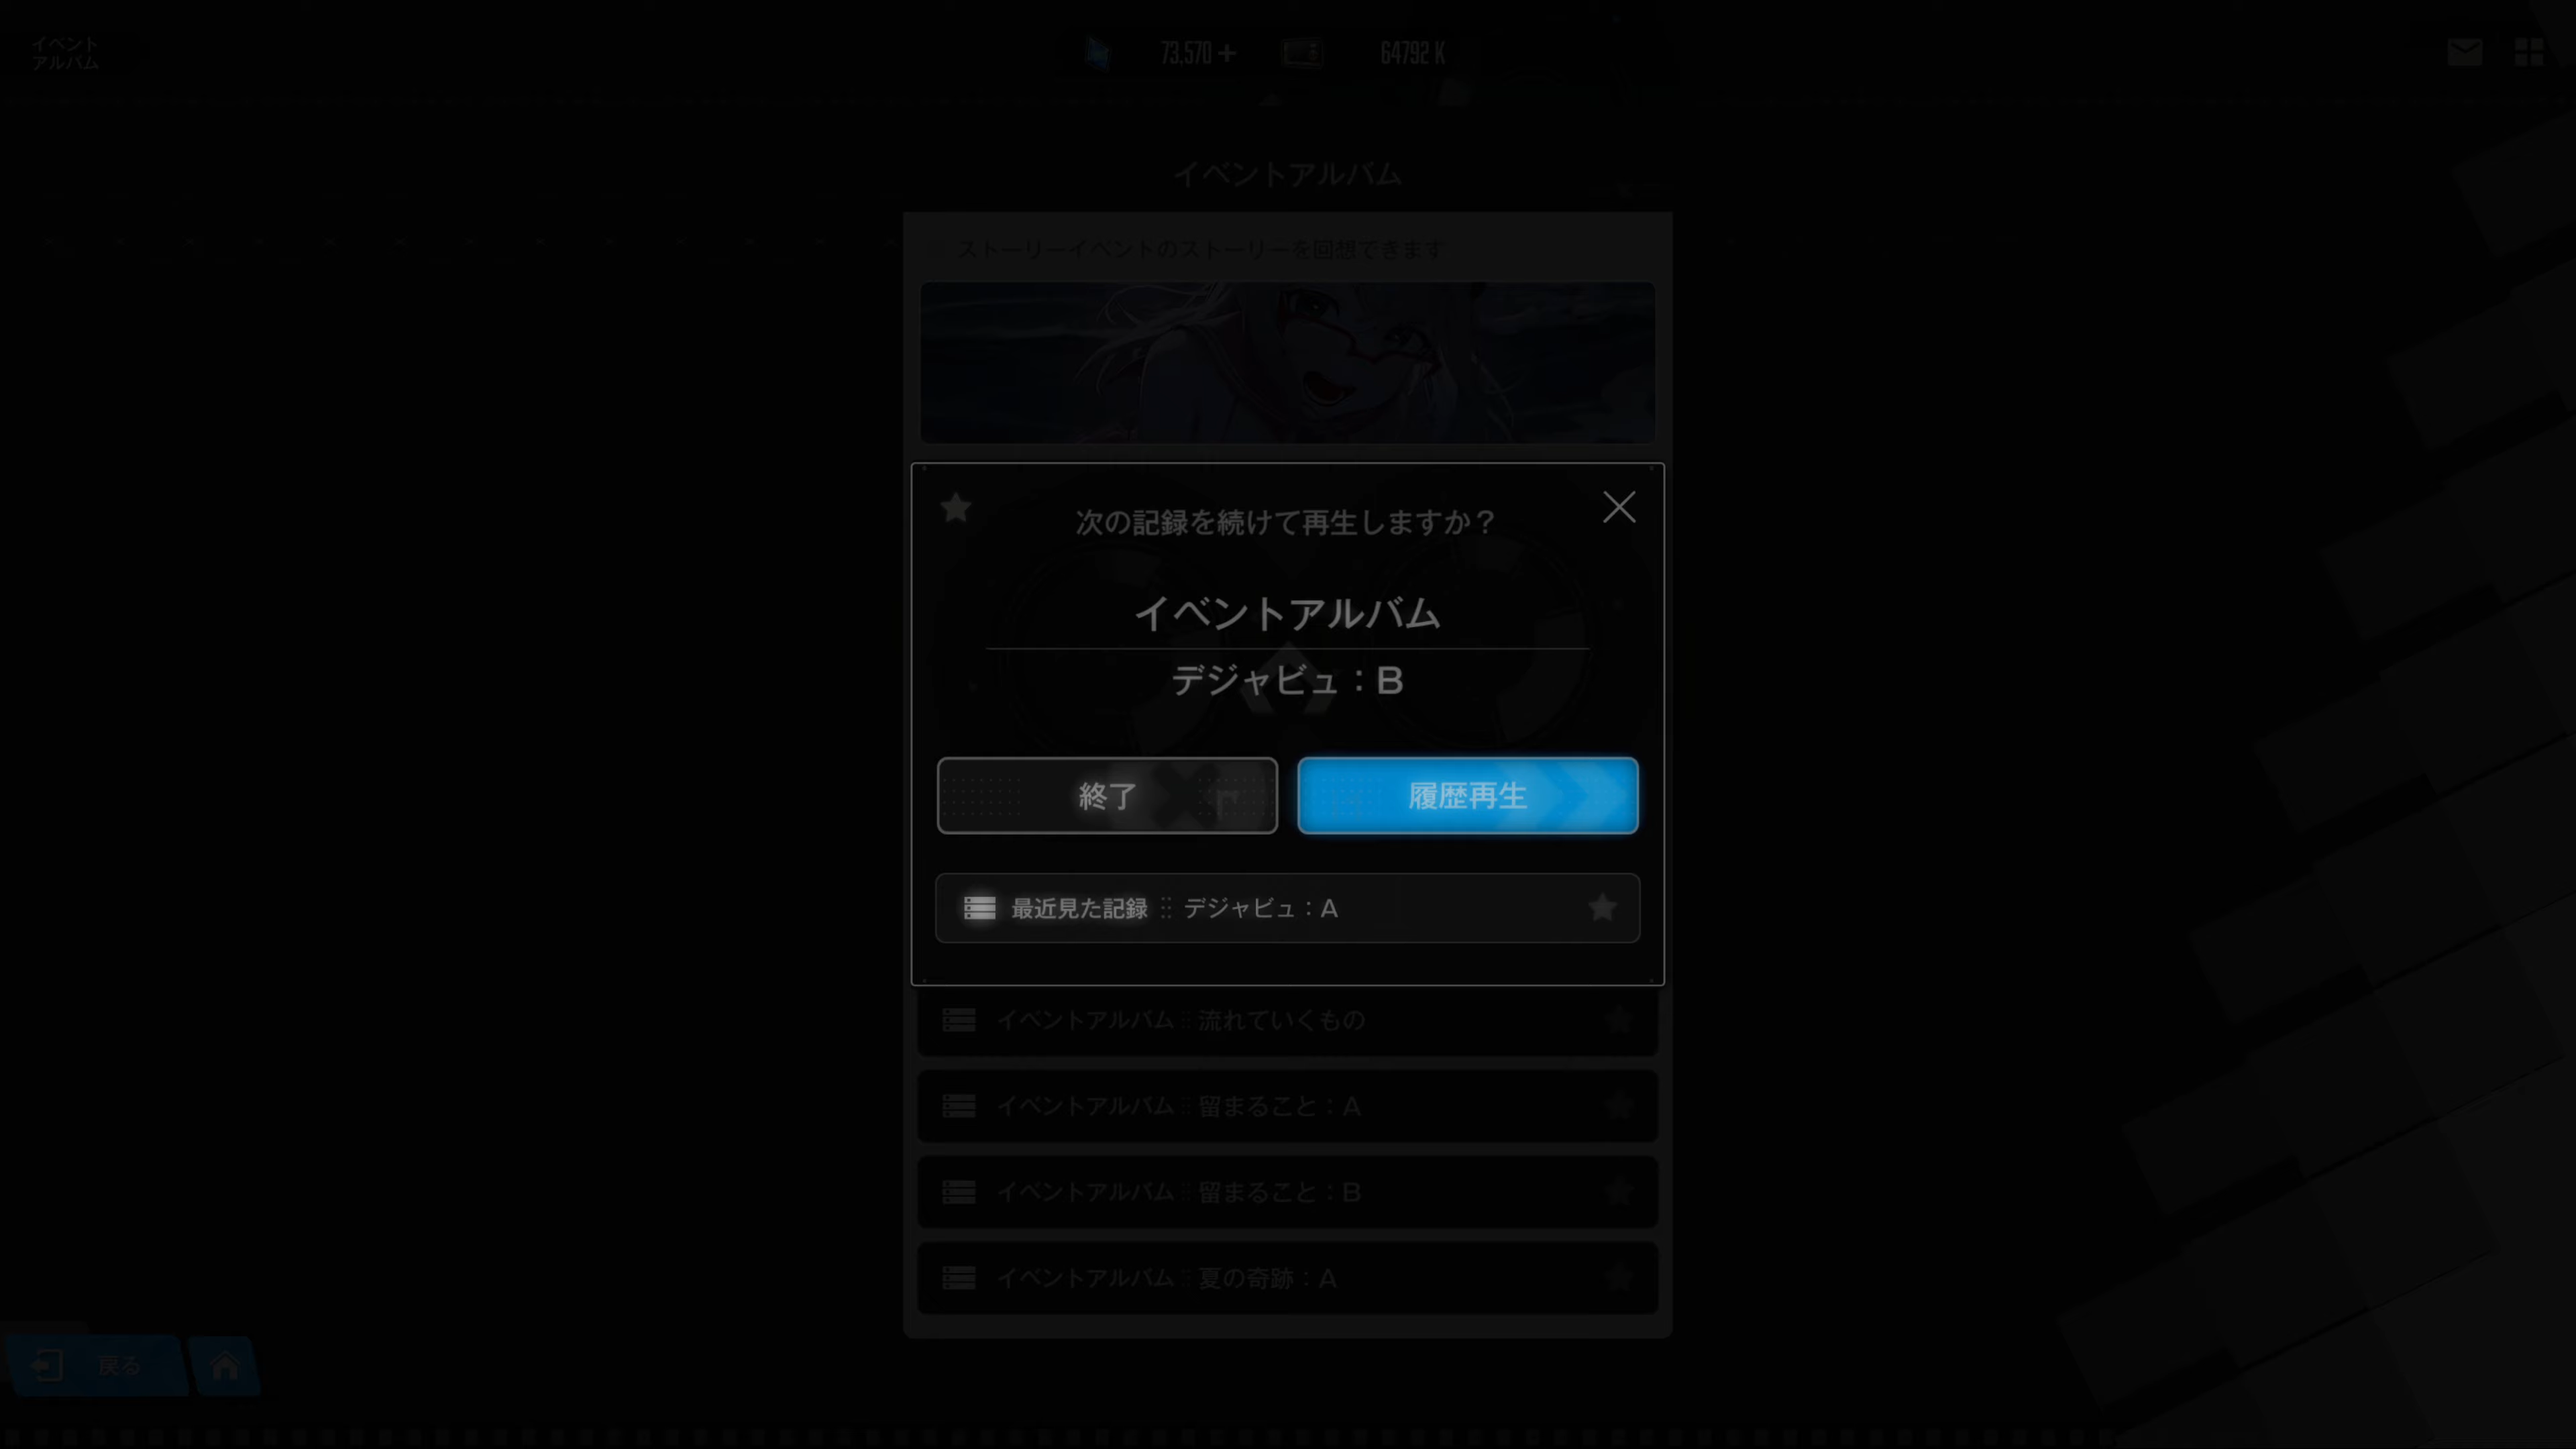 イベント
アルバム
73,570 +
64792 K
イベントアルバム
ストーリーイベントのストーリーを回想できます
次の記録を続けて再生しますか？
イベントアルバム
デジャビュ：B
終了
履歴再生
最近見た記録 :: デジャビュ：A
イベントアルバム :: 流れていくもの
イベントアルバム :: 留まること：A
イベントアルバム :: 留まること：B
イベントアルバム :: 夏の奇跡：A
戻る